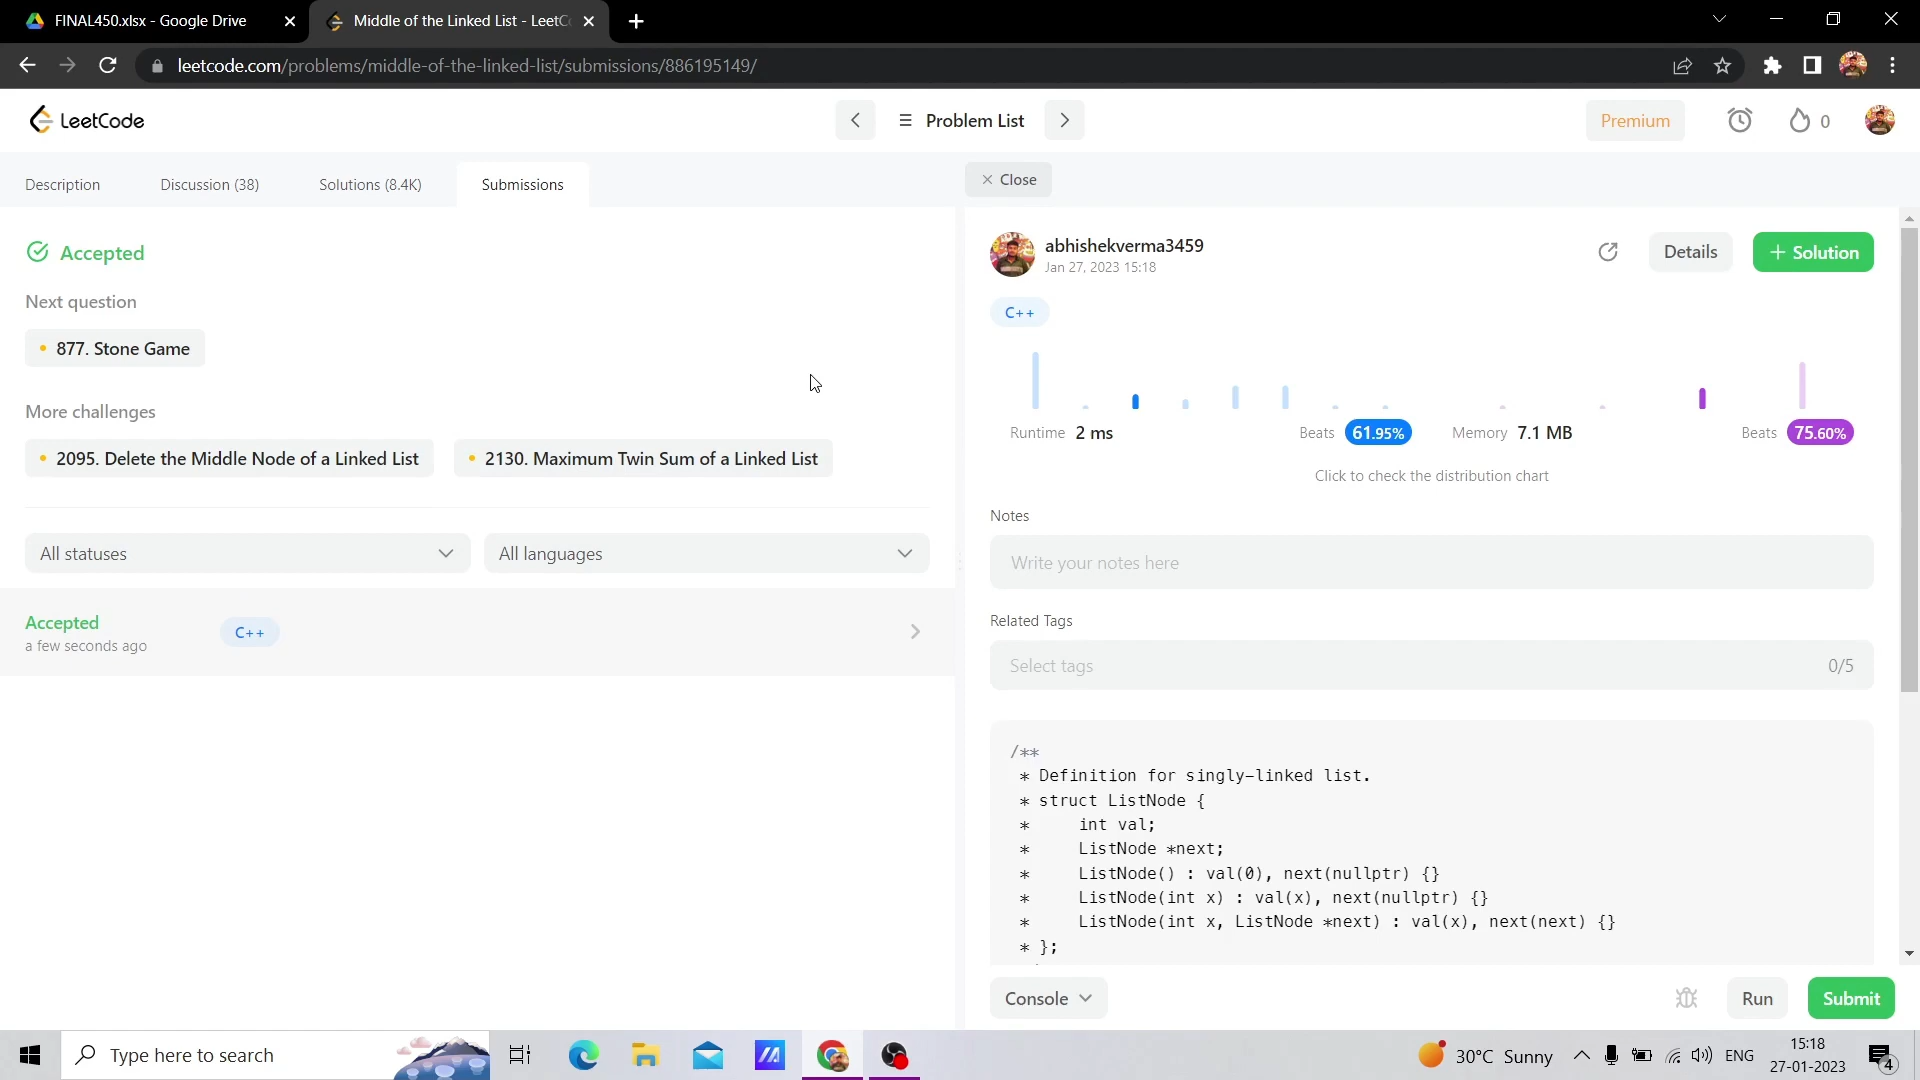 FINAL450.xlsx - Google Drive
Middle of the Linked List - LeetC
leetcode.com/problems/middle-of-the-linked-list/submissions/886195149/
LeetCode
Problem List
Premium
0
Description
Discussion (38)
Solutions (8.4K)
Submissions
Close
Accepted
Next question
877. Stone Game
More challenges
2095. Delete the Middle Node of a Linked List
2130. Maximum Twin Sum of a Linked List
All statuses
All languages
Accepted
a few seconds ago
C++
abhishekverma3459
Jan 27, 2023 15:18
Details
+ Solution
C++
Runtime 2 ms
Beats 61.95%
Memory 7.1 MB
Beats 75.60%
Click to check the distribution chart
Notes
Write your notes here
Related Tags
Select tags
0/5
/**
* Definition for singly-linked list.
* struct ListNode {
*     int val;
*     ListNode *next;
*     ListNode() : val(0), next(nullptr) {}
*     ListNode(int x) : val(x), next(nullptr) {}
*     ListNode(int x, ListNode *next) : val(x), next(next) {}
* };
Console
Run
Submit
Type here to search
30°C Sunny
ENG
15:18
27-01-2023
4